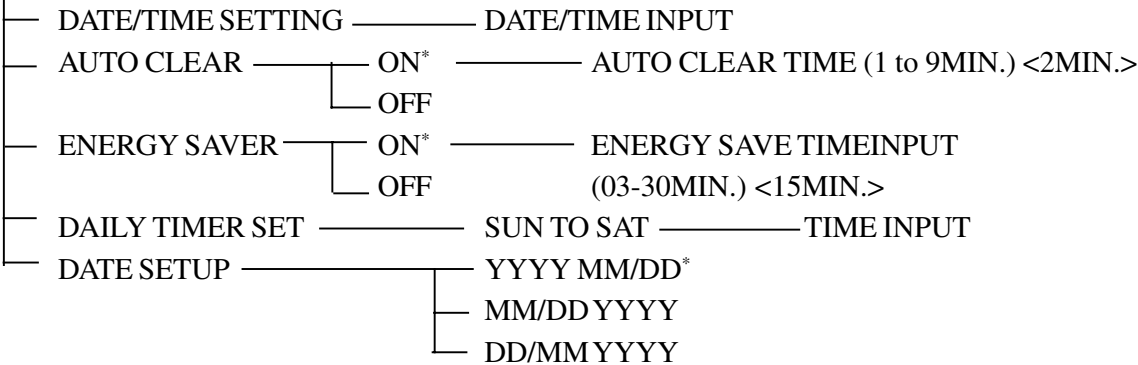 DATE/TIME SETTING DATE/TIME INPUT
AUTO CLEAR ON* AUTO CLEAR TIME (1 to 9MIN.) <2MIN.>
OFF
ENERGY SAVER ON* ENERGY SAVE TIMEINPUT
OFF (03-30MIN.) <15MIN.>
DAILY TIMER SET SUN TO SAT TIME INPUT
DATE SETUP YYYY MM/DD*
MM/DD YYYY
DD/MM YYYY